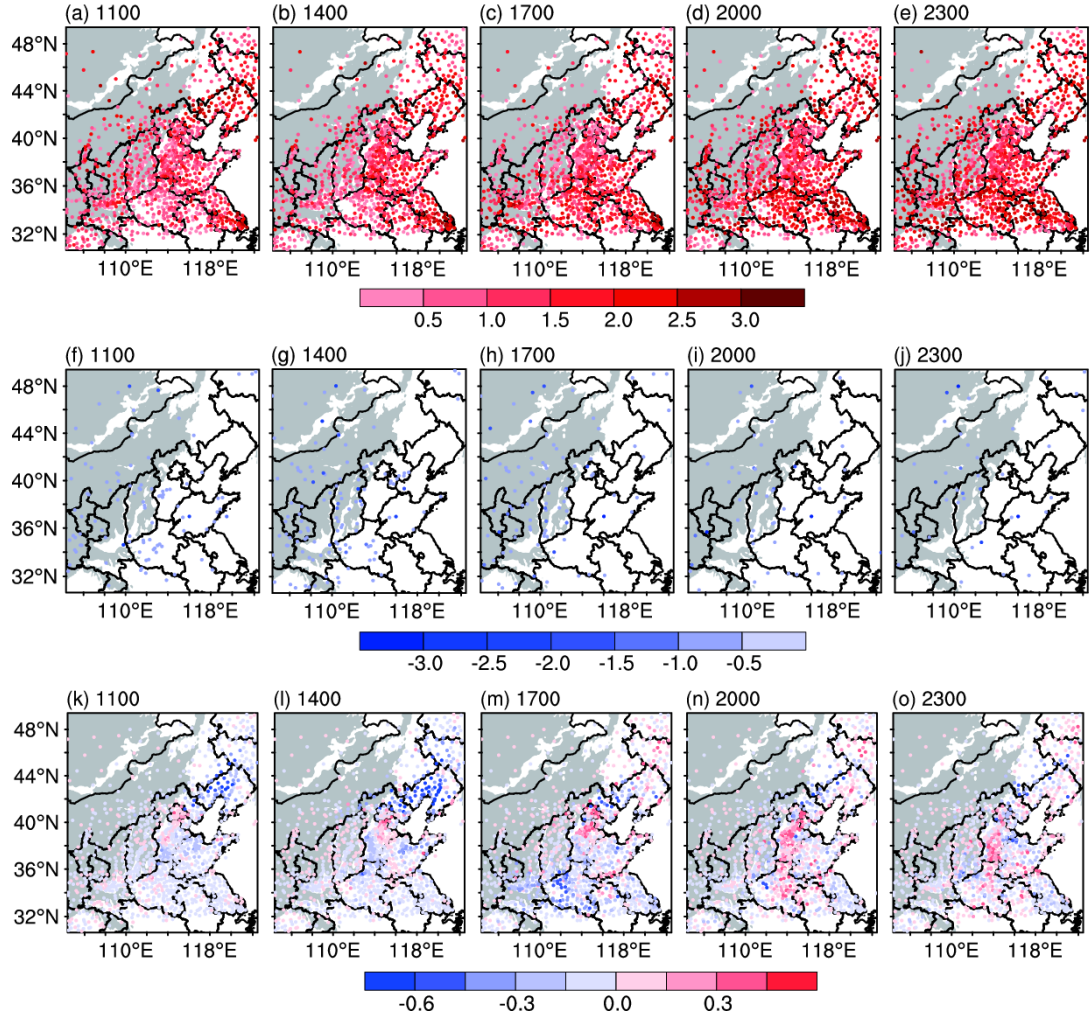 (a) 1100 (b) 1400 (c) 1700 (d) 2000 (e) 2300
48°N
44°N
40°N
36°N
32°N
110°E 118°E 110°E 118°E 110°E 118°E 110°E 118°E 110°E 118°E
0.5 1.0 1.5 2.0 2.5 3.0
(f) 1100 (g) 1400 (h) 1700 (i) 2000 (j) 2300
48°N
44°N
40°N
36°N
32°N
110°E 118°E 110°E 118°E 110°E 118°E 110°E 118°E 110°E 118°E
-3.0 -2.5 -2.0 -1.5 -1.0 -0.5
(k) 1100 (l) 1400 (m) 1700 (n) 2000 (o) 2300
48°N
44°N
40°N
36°N
32°N
110°E 118°E 110°E 118°E 110°E 118°E 110°E 118°E 110°E 118°E
-0.6 -0.3 0.0 0.3